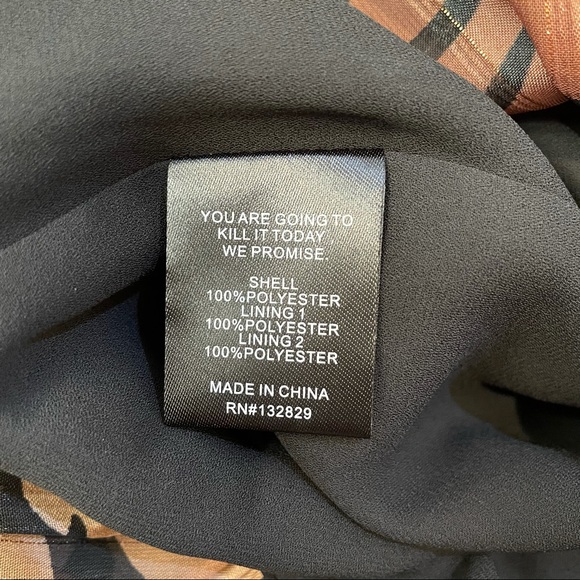 YOU ARE GOING TO
KILL IT TODAY.
WE PROMISE.
SHELL
100%POLYESTER
LINING 1
100%POLYESTER
LINING 2
100%POLYESTER
MADE IN CHINA
RN#132829